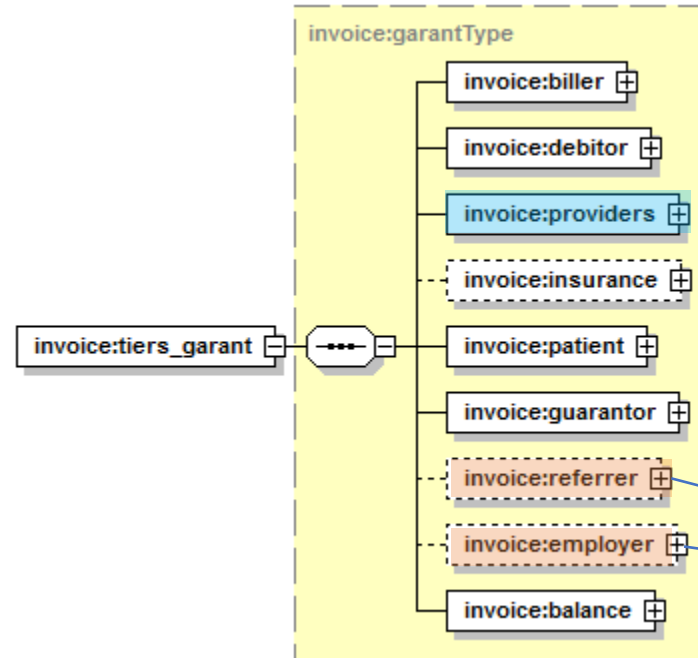 invoice:garantType
invoice:biller
invoice:debitor
invoice:providers
invoice:insurance
invoice:tiers_garant
invoice:patient
invoice:guarantor
invoice:referrer
invoice:employer
invoice:balance